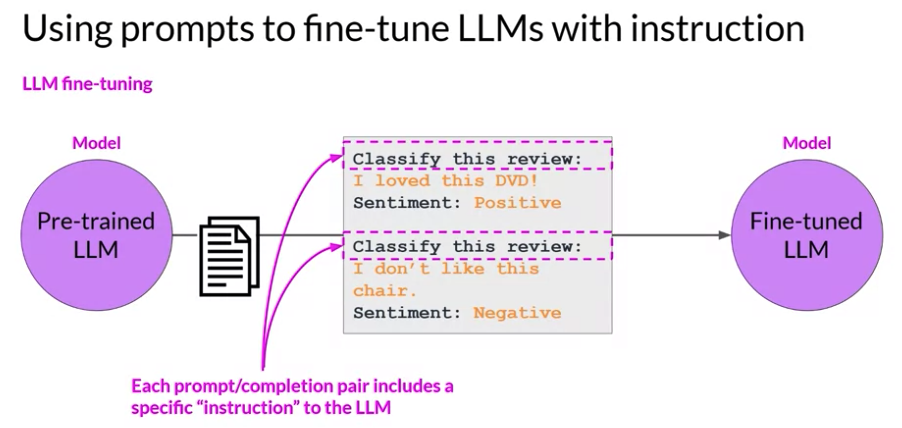 Using prompts to fine-tune LLMs with instruction
LLM fine-tuning
Model
Pre-trained
LLM
Classify this review:
I loved this DVD!
Sentiment: Positive
Classify this review:
I don't like this
chair.
Sentiment: Negative
Model
Fine-tuned
LLM
Each prompt/completion pair includes a
specific “instruction” to the LLM